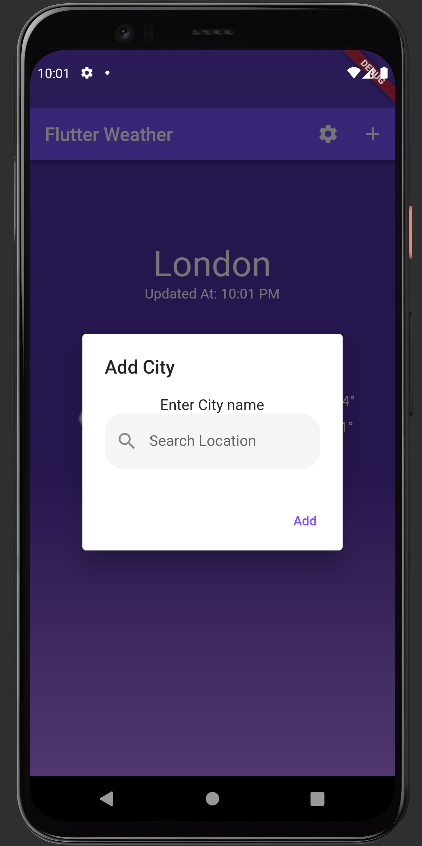 10:01
DEBUG
Flutter Weather
London
Updated At: 10:01 PM
Add City
Enter City name
4°
Search Location
1°
Add